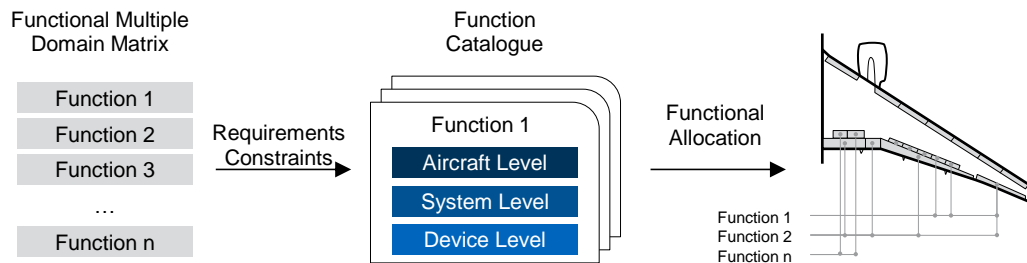 Functional Multiple
Domain Matrix
Function 1
Function 2
Function 3
…
Function n
Requirements
Constraints
Function
Catalogue
Function 1
Aircraft Level
System Level
Device Level
Functional
Allocation
Function 1
Function 2
Function n